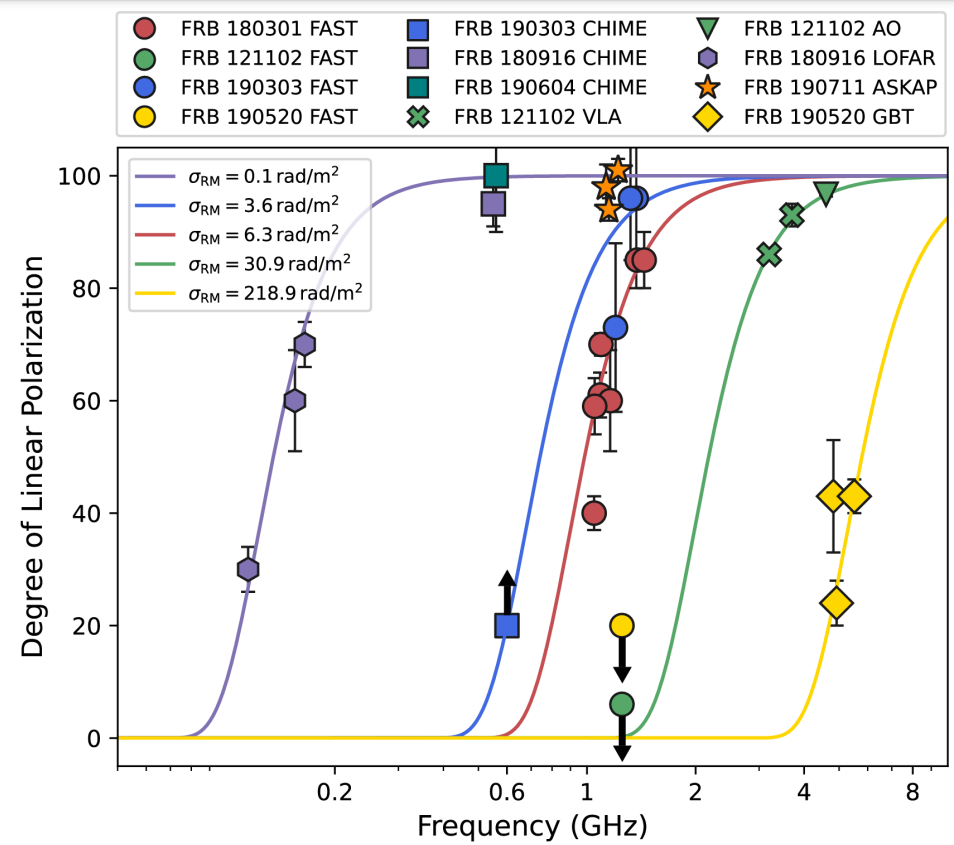 FRB 180301 FAST FRB 190303 CHIME FRB 121102 AO
FRB 121102 FAST FRB 180916 CHIME FRB 180916 LOFAR
FRB 190303 FAST FRB 190604 CHIME FRB 190711 ASKAP
FRB 190520 FAST FRB 121102 VLA FRB 190520 GBT
σRM = 0.1 rad/m²
σRM = 3.6 rad/m²
σRM = 6.3 rad/m²
σRM = 30.9 rad/m²
σRM = 218.9 rad/m²
Degree of Linear Polarization
100
80
60
40
20
0
0.2 0.6 1 2 4 8
Frequency (GHz)